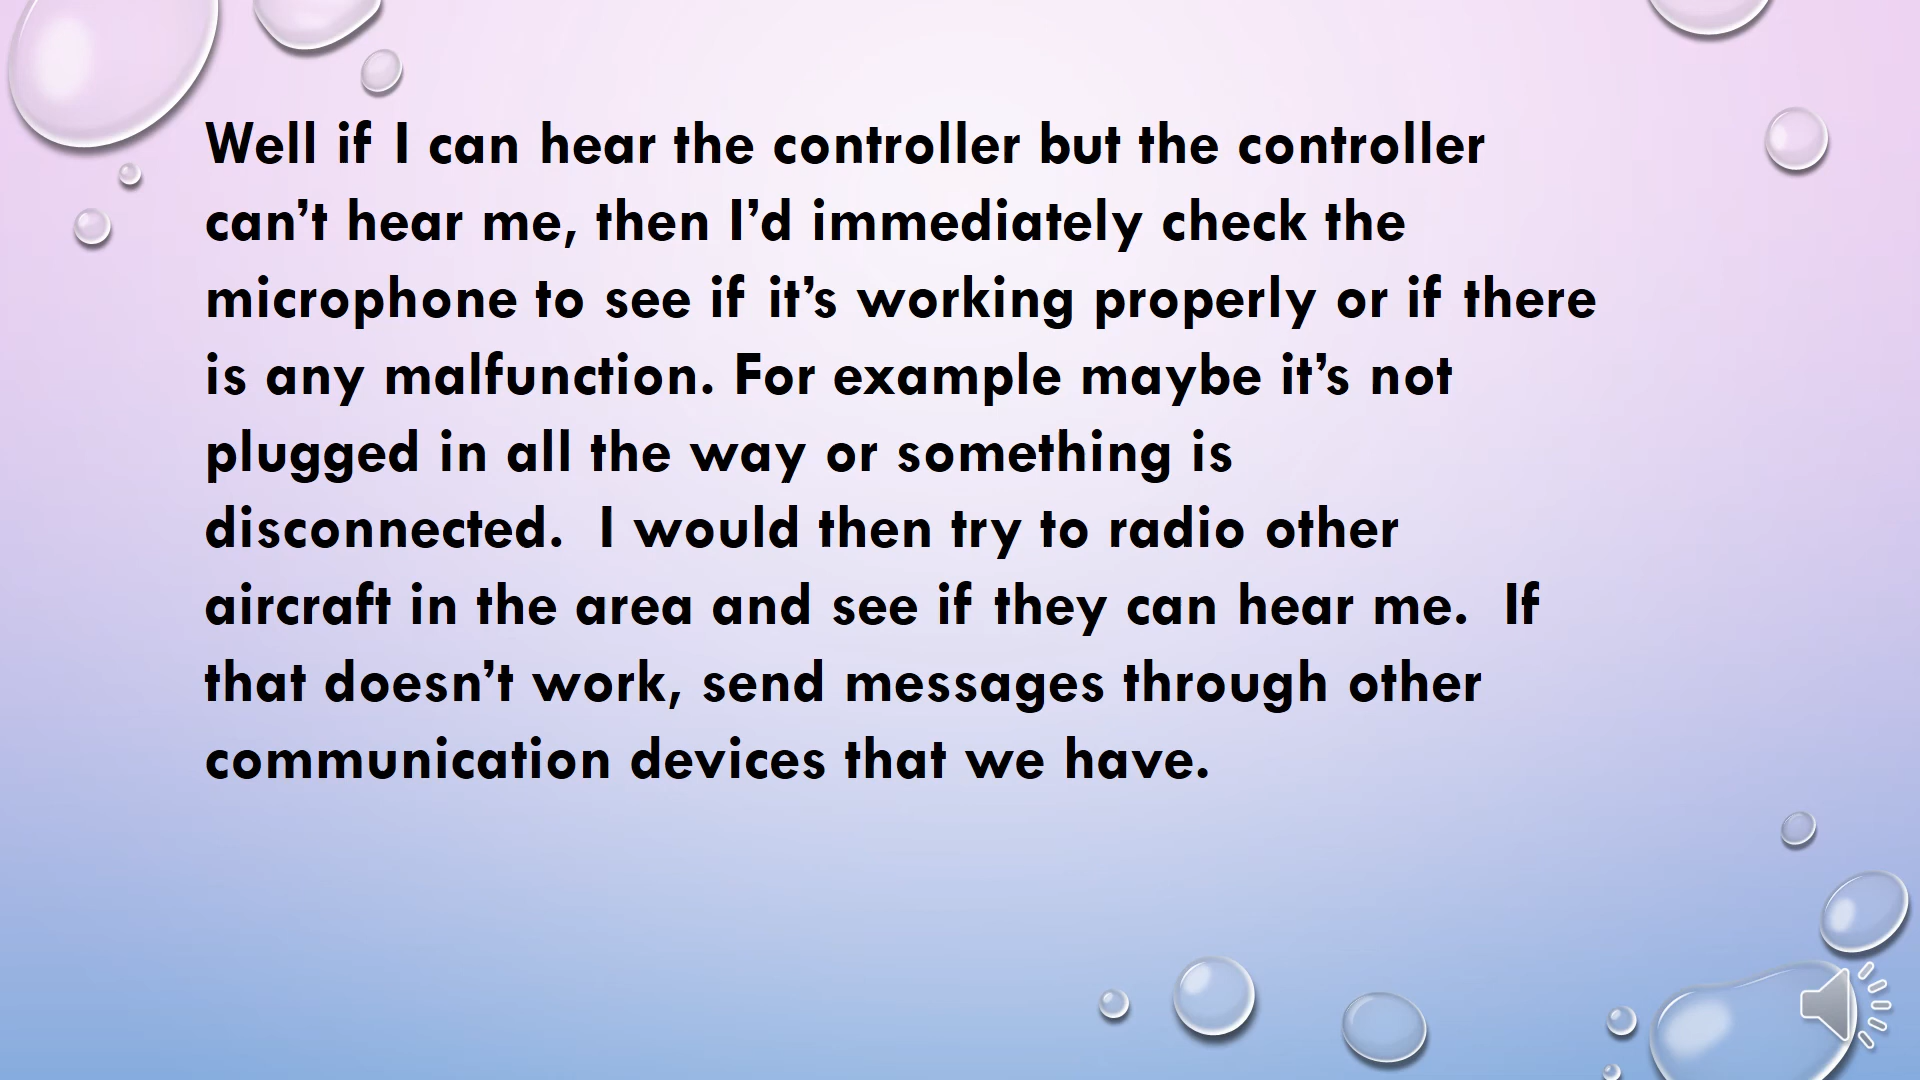 Well if I can hear the controller but the controller
can’t hear me, then I’d immediately check the
microphone to see if it’s working properly or if there
is any malfunction. For example maybe it’s not
plugged in all the way or something is
disconnected.  I would then try to radio other
aircraft in the area and see if they can hear me.  If
that doesn’t work, send messages through other
communication devices that we have.